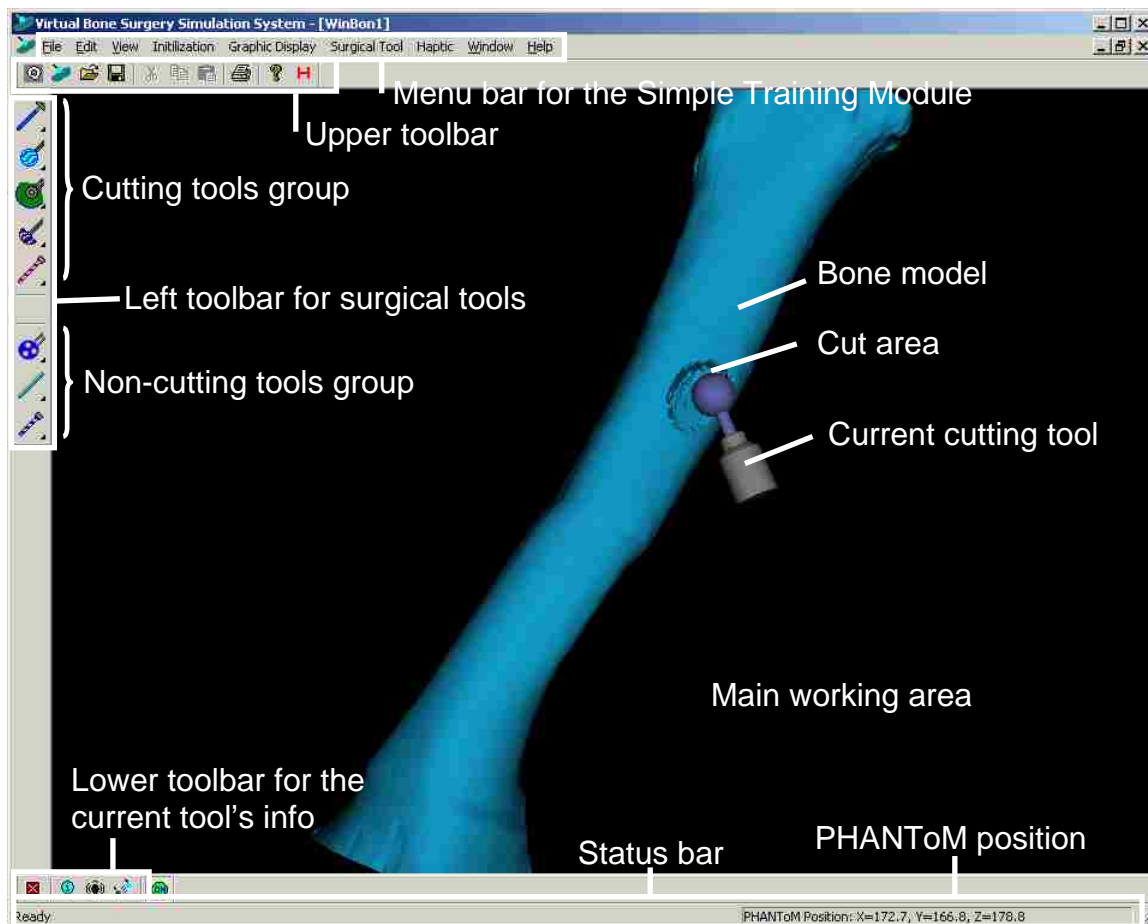 Virtual Bone Surgery Simulation System - [WinBon1]
File Edit View Initilization Graphic Display Surgical Tool Haptic Window Help
Menu bar for the Simple Training Module
Upper toolbar
Cutting tools group
Bone model
Left toolbar for surgical tools
Cut area
Non-cutting tools group
Current cutting tool
Main working area
Lower toolbar for the
current tool's info
Status bar
PHANToM position
Ready
PHANToM Position: X=172.7, Y=166.8, Z=178.8